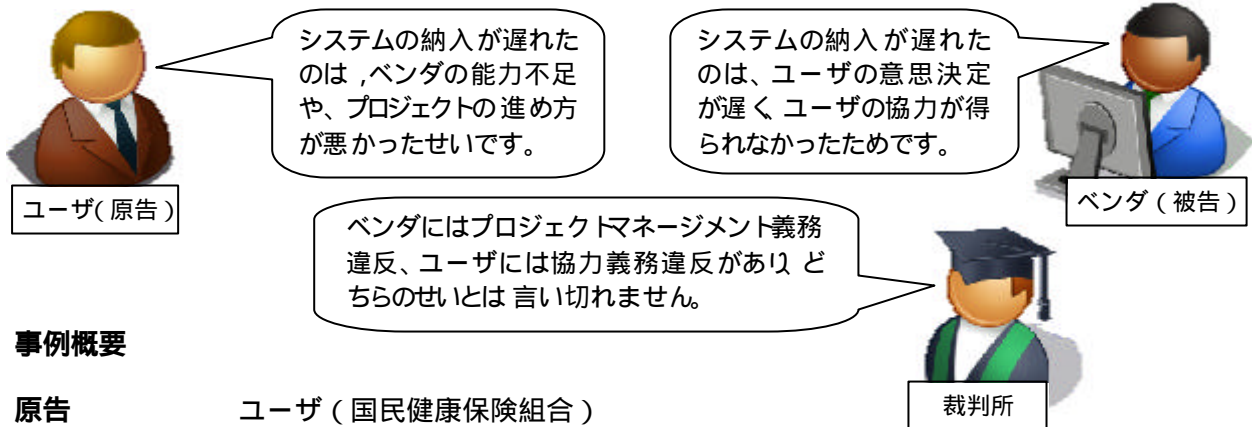 システムの納入が遅れた
のは ,ベンダの能力不足
や、プロジェクトの 進め方
が悪かったせいです。
システムの納入が遅れた
のは、ユーザの意思決定
が遅く、ユーザの協力が得
られなかったためです。
ユーザ( 原告 )
ベンダ ( 被告 )
ベンダにはプロジェクトマネージメント義務
違反、ユーザには協力義務違反があり、ど
ちらのせいとは 言い切れません。
事例概要
原告 ユーザ ( 国民健康保険組合 )
裁判所